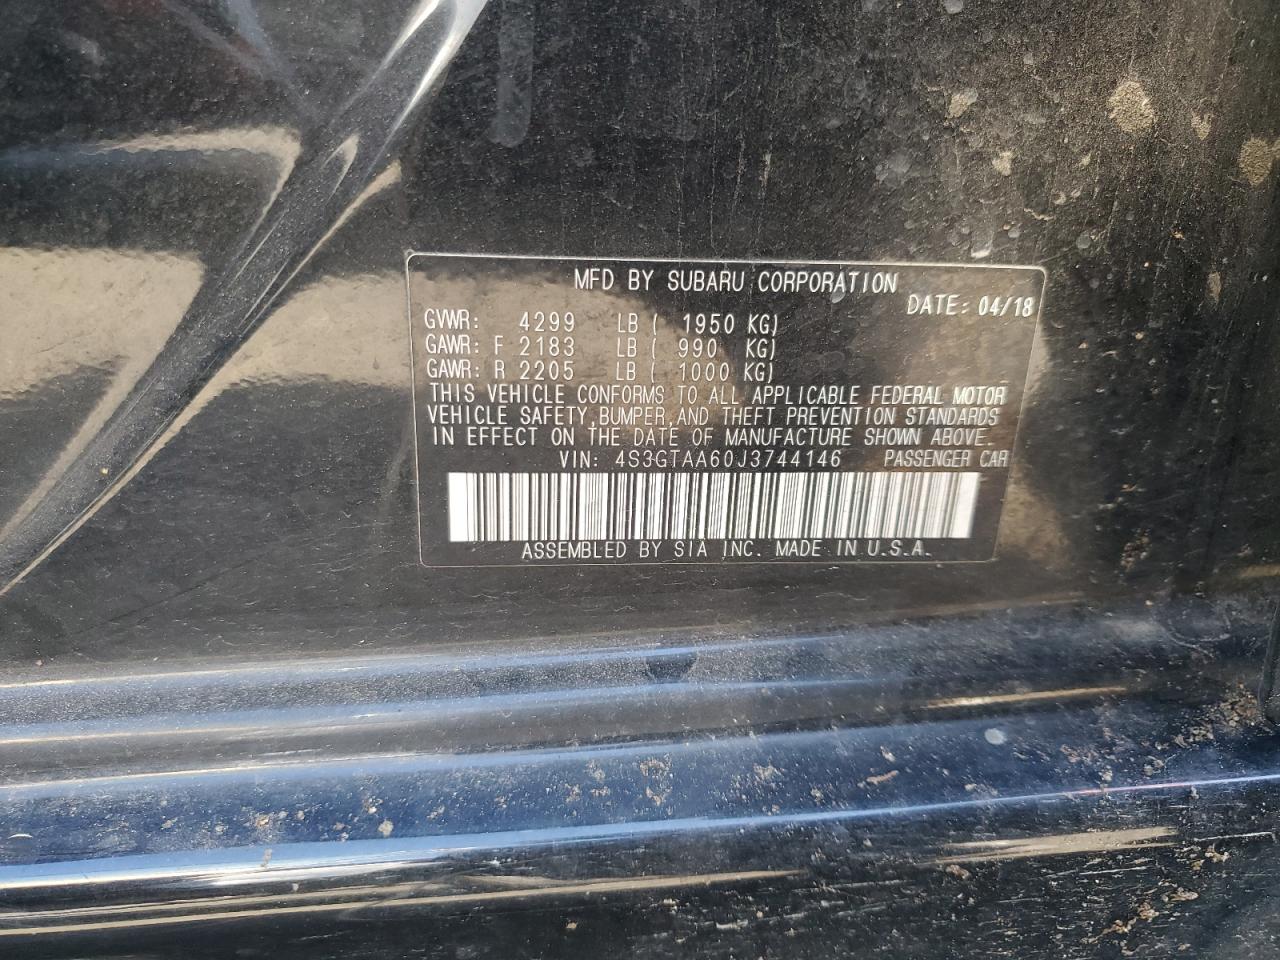 MFD BY SUBARU CORPORATION
DATE: 04/18
GVWR: 4299 LB ( 1950 KG)
GAWR: F 2183 LB ( 990 KG)
GAWR: R 2205 LB ( 1000 KG)
THIS VEHICLE CONFORMS TO ALL APPLICABLE FEDERAL MOTOR
VEHICLE SAFETY, BUMPER, AND THEFT PREVENTION STANDARDS
IN EFFECT ON THE DATE OF MANUFACTURE SHOWN ABOVE.
VIN: 4S3GTAA60J3744146 PASSENGER CAR
ASSEMBLED BY SIA INC. MADE IN U.S.A.